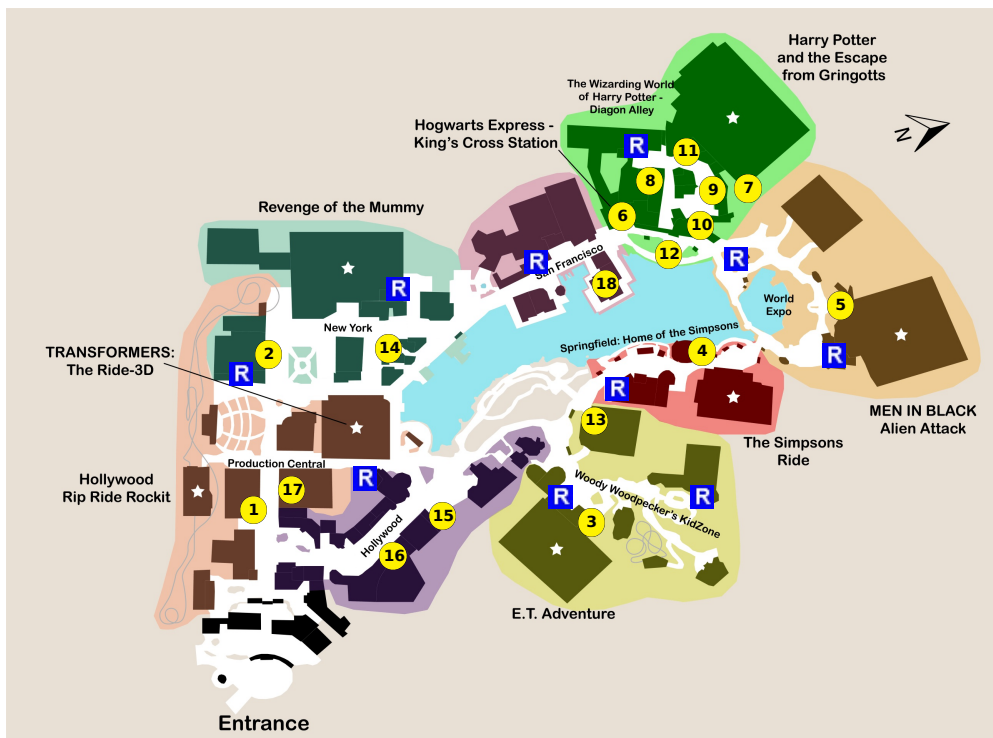 Harry Potter
and the Escape
from Gringotts
The Wizarding World
of Harry Potter -
Diagon Alley
Hogwarts Express -
King's Cross Station
N
R
11
8
9
7
6
10
12
Revenge of the Mummy
R
San Francisco
18
R
World
Expo
5
R
R
New York
14
2
R
Springfield: Home of the Simpsons
4
R
TRANSFORMERS:
The Ride-3D
MEN IN BLACK
Alien Attack
The Simpsons
Ride
13
Hollywood
Rip Ride Rockit
Production Central
R
17
1
15
Hollywood
16
Woody Woodpecker's KidZone
R
R
3
E.T. Adventure
Entrance